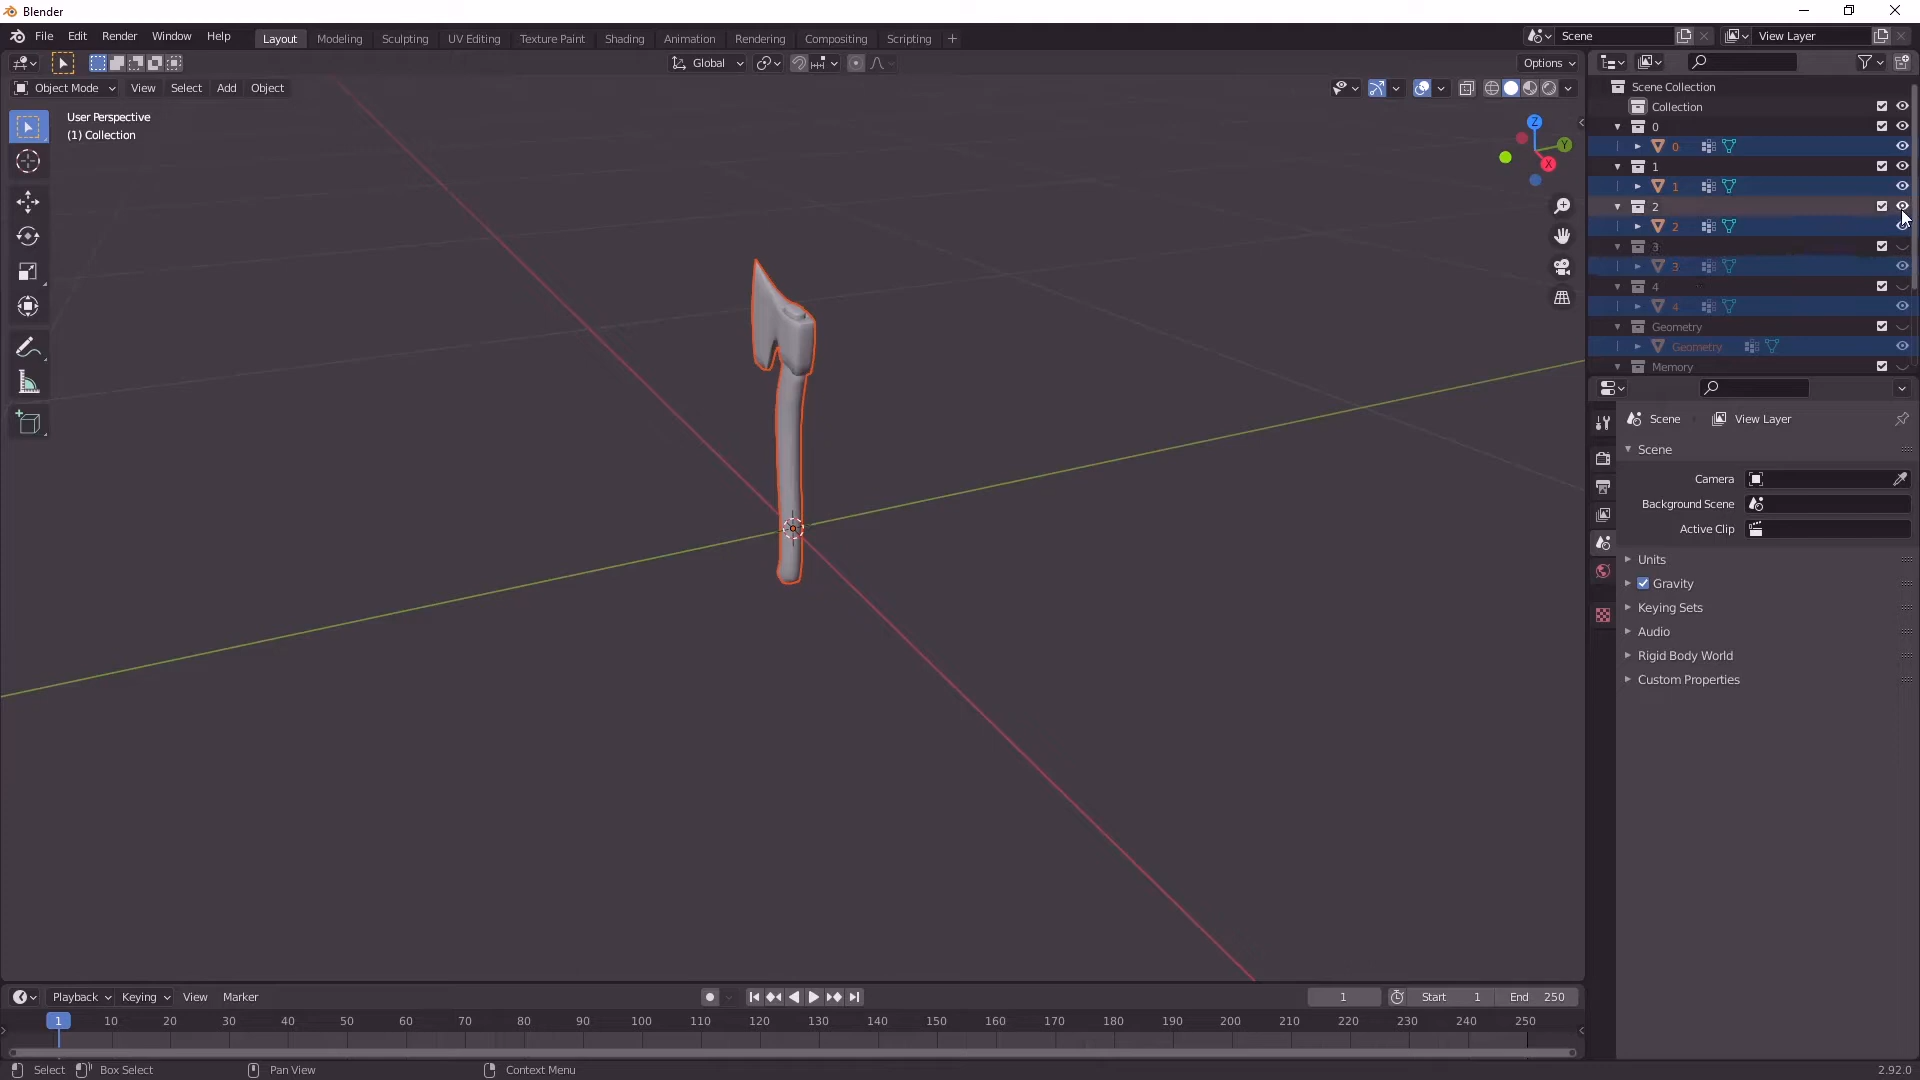 Blender
File Edit Render Window Help Layout Modeling Sculpting UV Editing Texture Paint Shading Animation Rendering Compositing Scripting + Scene View Layer
Global Options
Object Mode View Select Add Object
User Perspective
(1) Collection
Z
Y
X
Scene Collection
Collection
0
0
1
1
2
2
3
3
4
4
Geometry
Geometry
Memory
Scene View Layer
Scene
Camera
Background Scene
Active Clip
Units
Gravity
Keying Sets
Audio
Rigid Body World
Custom Properties
Playback Keying View Marker 1 Start 1 End 250
1 10 20 30 40 50 60 70 80 90 100 110 120 130 140 150 160 170 180 190 200 210 220 230 240 250
Select Box Select Pan View Context Menu 2.92.0